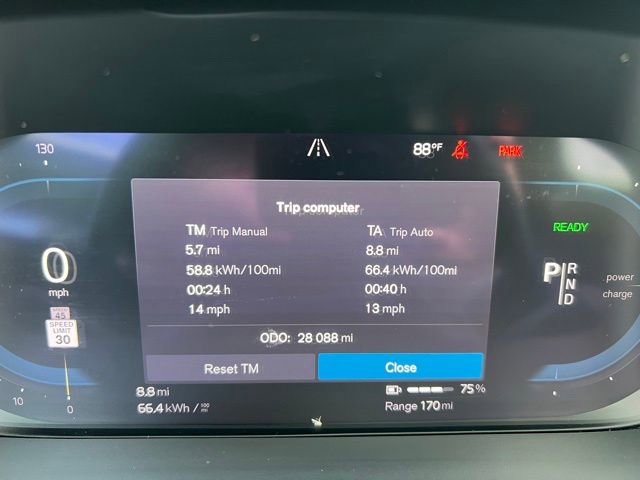 130
88°F
PARK
Trip computer
TM Trip Manual
TA Trip Auto
5.7 mi
8.8 mi
58.8 kWh/100mi
66.4 kWh/100mi
00:24 h
00:40 h
14 mph
13 mph
ODO: 28 088 mi
Reset TM
Close
READY
0
mph
P R
N
D
power
charge
SPEED
45
SPEED
LIMIT
30
10
0
8.8 mi
66.4 kWh / 100 mi
75 %
Range 170 mi